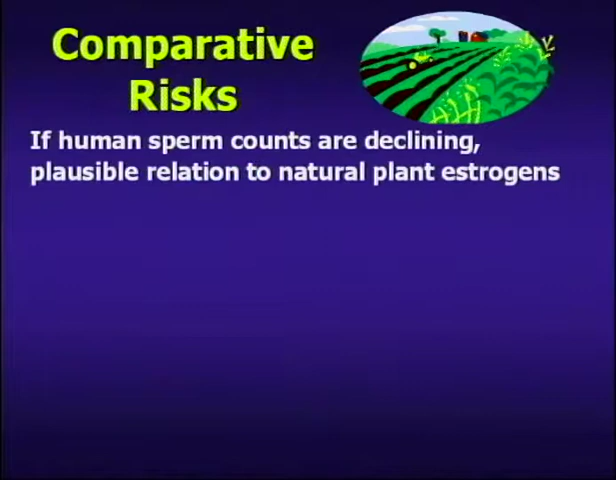 Comparative
Risks
If human sperm counts are declining,
plausible relation to natural plant estrogens